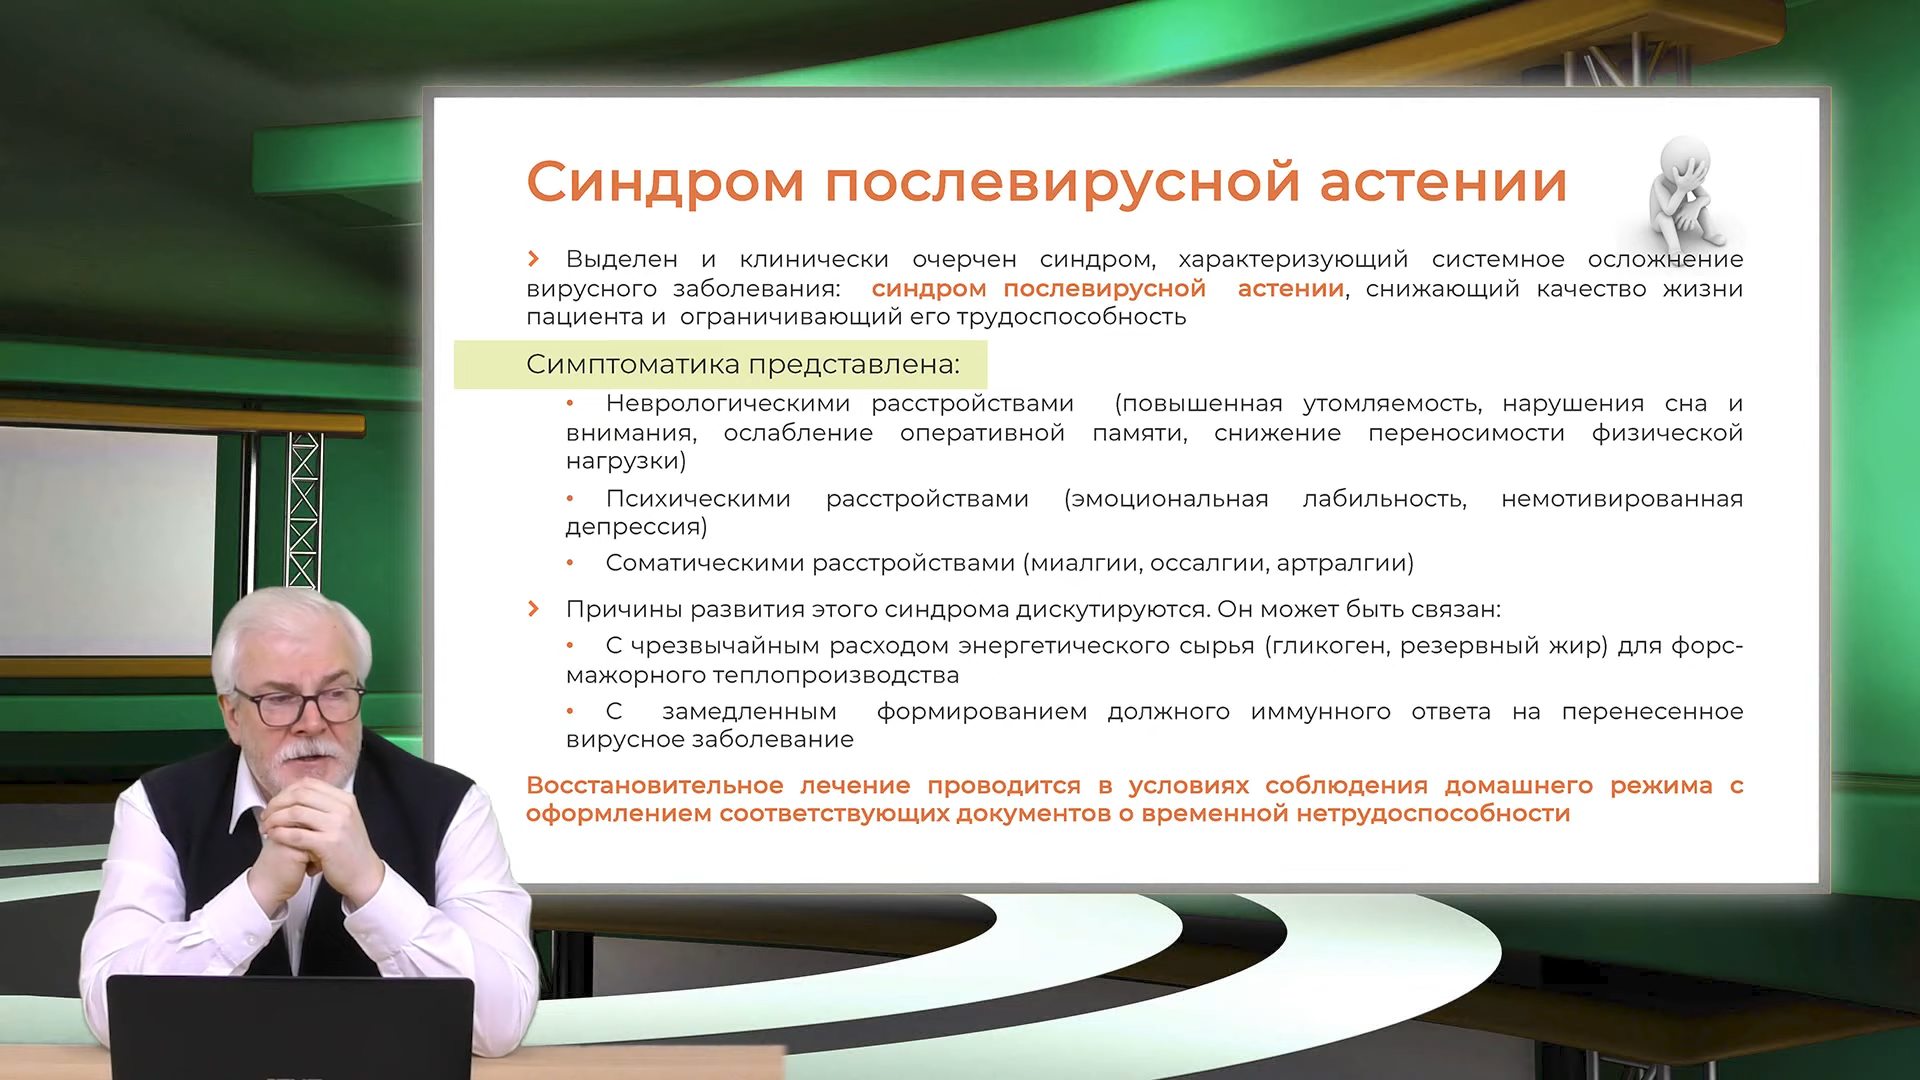 Синдром послевирусной астении
Выделен и клинически очерчен синдром, характеризующий системное осложнение
вирусного заболевания: синдром послевирусной астении, снижающий качество жизни
пациента и ограничивающий его трудоспособность
Симптоматика представлена:
• Неврологическими расстройствами (повышенная утомляемость, нарушения сна и
внимания, ослабление оперативной памяти, снижение переносимости физической
нагрузки)
• Психическими расстройствами (эмоциональная лабильность, немотивированная
депрессия)
• Соматическими расстройствами (миалгии, оссалгии, артралгии)
Причины развития этого синдрома дискутируются. Он может быть связан:
• С чрезвычайным расходом энергетического сырья (гликоген, резервный жир) для форс-
мажорного теплопроизводства
• С замедленным формированием должного иммунного ответа на перенесенное
вирусное заболевание
Восстановительное лечение проводится в условиях соблюдения домашнего режима с
оформлением соответствующих документов о временной нетрудоспособности